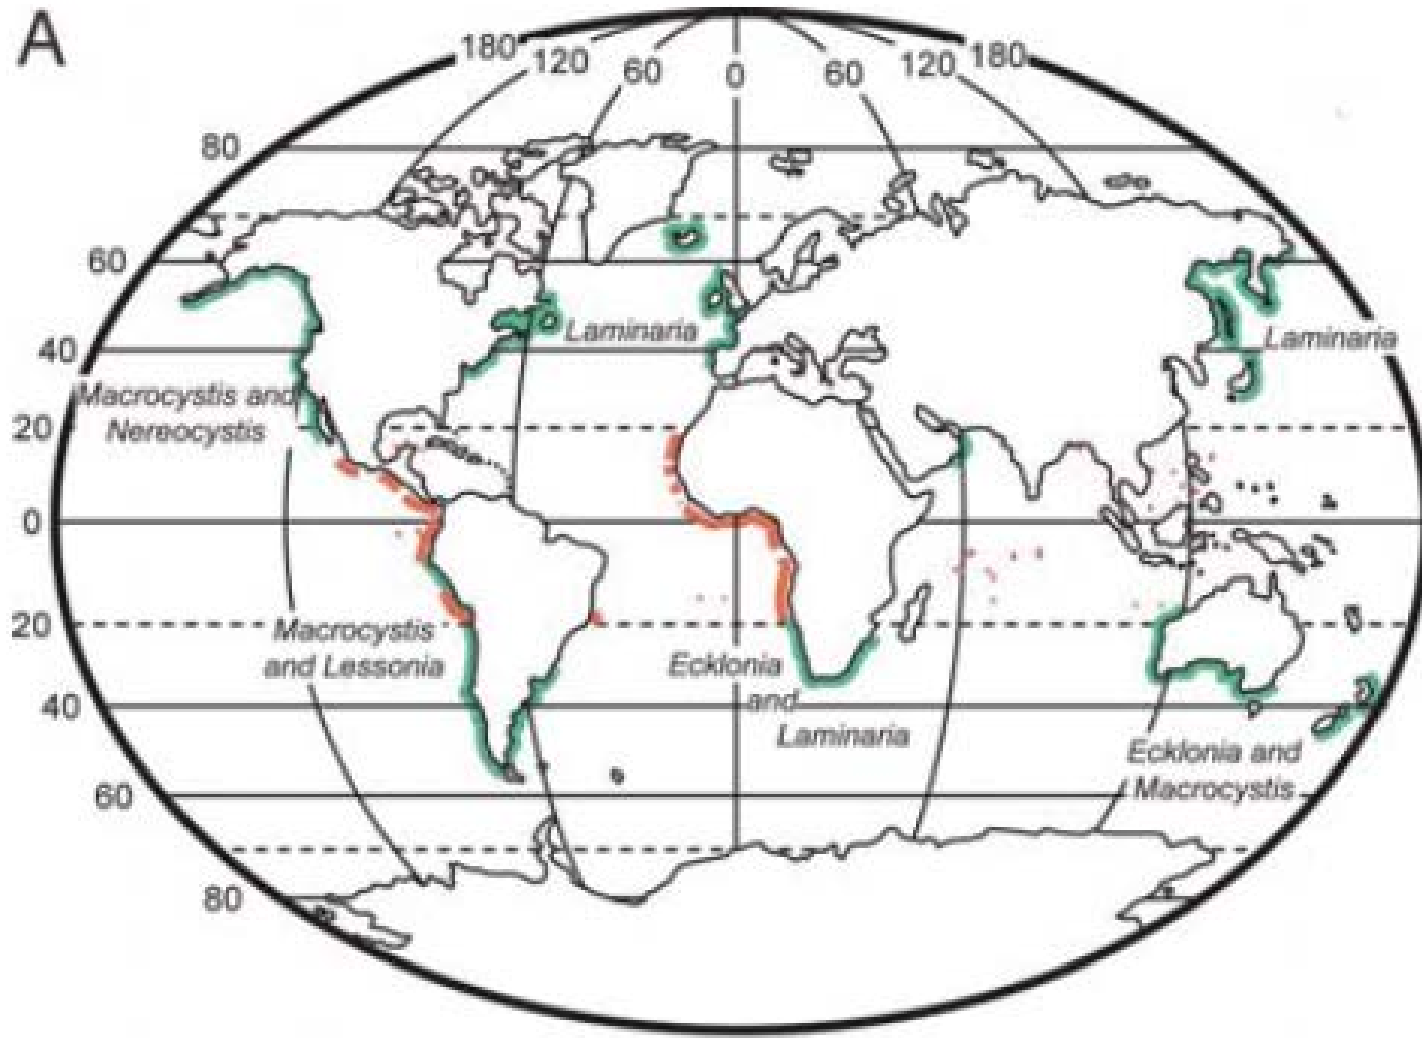 A
180 120 60 0 60 120 180
80
60
Laminaria
Laminaria
40
Macrocystis and
Nereocystis
20
0
20
Macrocystis
and Lessonia
Ecklonia
and
Laminaria
40
Ecklonia and
Macrocystis
60
80